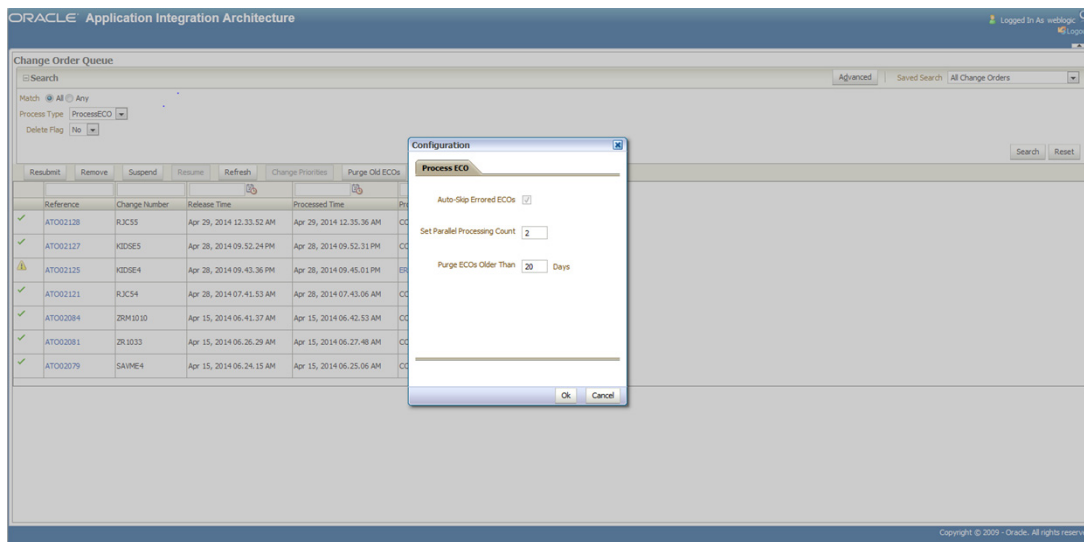 ORACLE Application Integration Architecture
Logged In As weblogic
Change Order Queue
Search
Advanced
Saved Search All Change Orders
Match All Any
Process Type ProcessECO
Delete Flag No
Search Reset
Resubmit Remove Suspend Resume Refresh Change Priorities Purge Old ECOs
Reference Change Number Release Time Processed Time
ATO02128 RJC55 Apr 29, 2014 12.33.52 AM Apr 29, 2014 12.35.36 AM
ATO02127 KIDSE5 Apr 28, 2014 09.52.24 PM Apr 28, 2014 09.52.31 PM
ATO02125 KIDSE4 Apr 28, 2014 09.43.36 PM Apr 28, 2014 09.45.01 PM
ATO02121 RJC54 Apr 28, 2014 07.41.53 AM Apr 28, 2014 07.43.06 AM
ATO02084 ZRM1010 Apr 15, 2014 06.41.37 AM Apr 15, 2014 06.42.53 AM
ATO02081 ZR1033 Apr 15, 2014 06.26.29 AM Apr 15, 2014 06.27.48 AM
ATO02079 SAVME4 Apr 15, 2014 06.24.15 AM Apr 15, 2014 06.25.06 AM
Configuration
Process ECO
Auto-Skip Errored ECOs
Set Parallel Processing Count 2
Purge ECOs Older Than 20 Days
Ok Cancel
Copyright © 2009 - Oracle. All rights